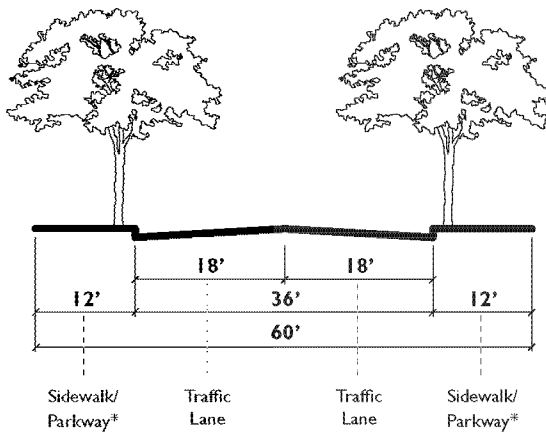 18’ 18’
12’ 36’ 12’
60’
Sidewalk/ Traffic Traffic Sidewalk/
Parkway* Lane Lane Parkway*